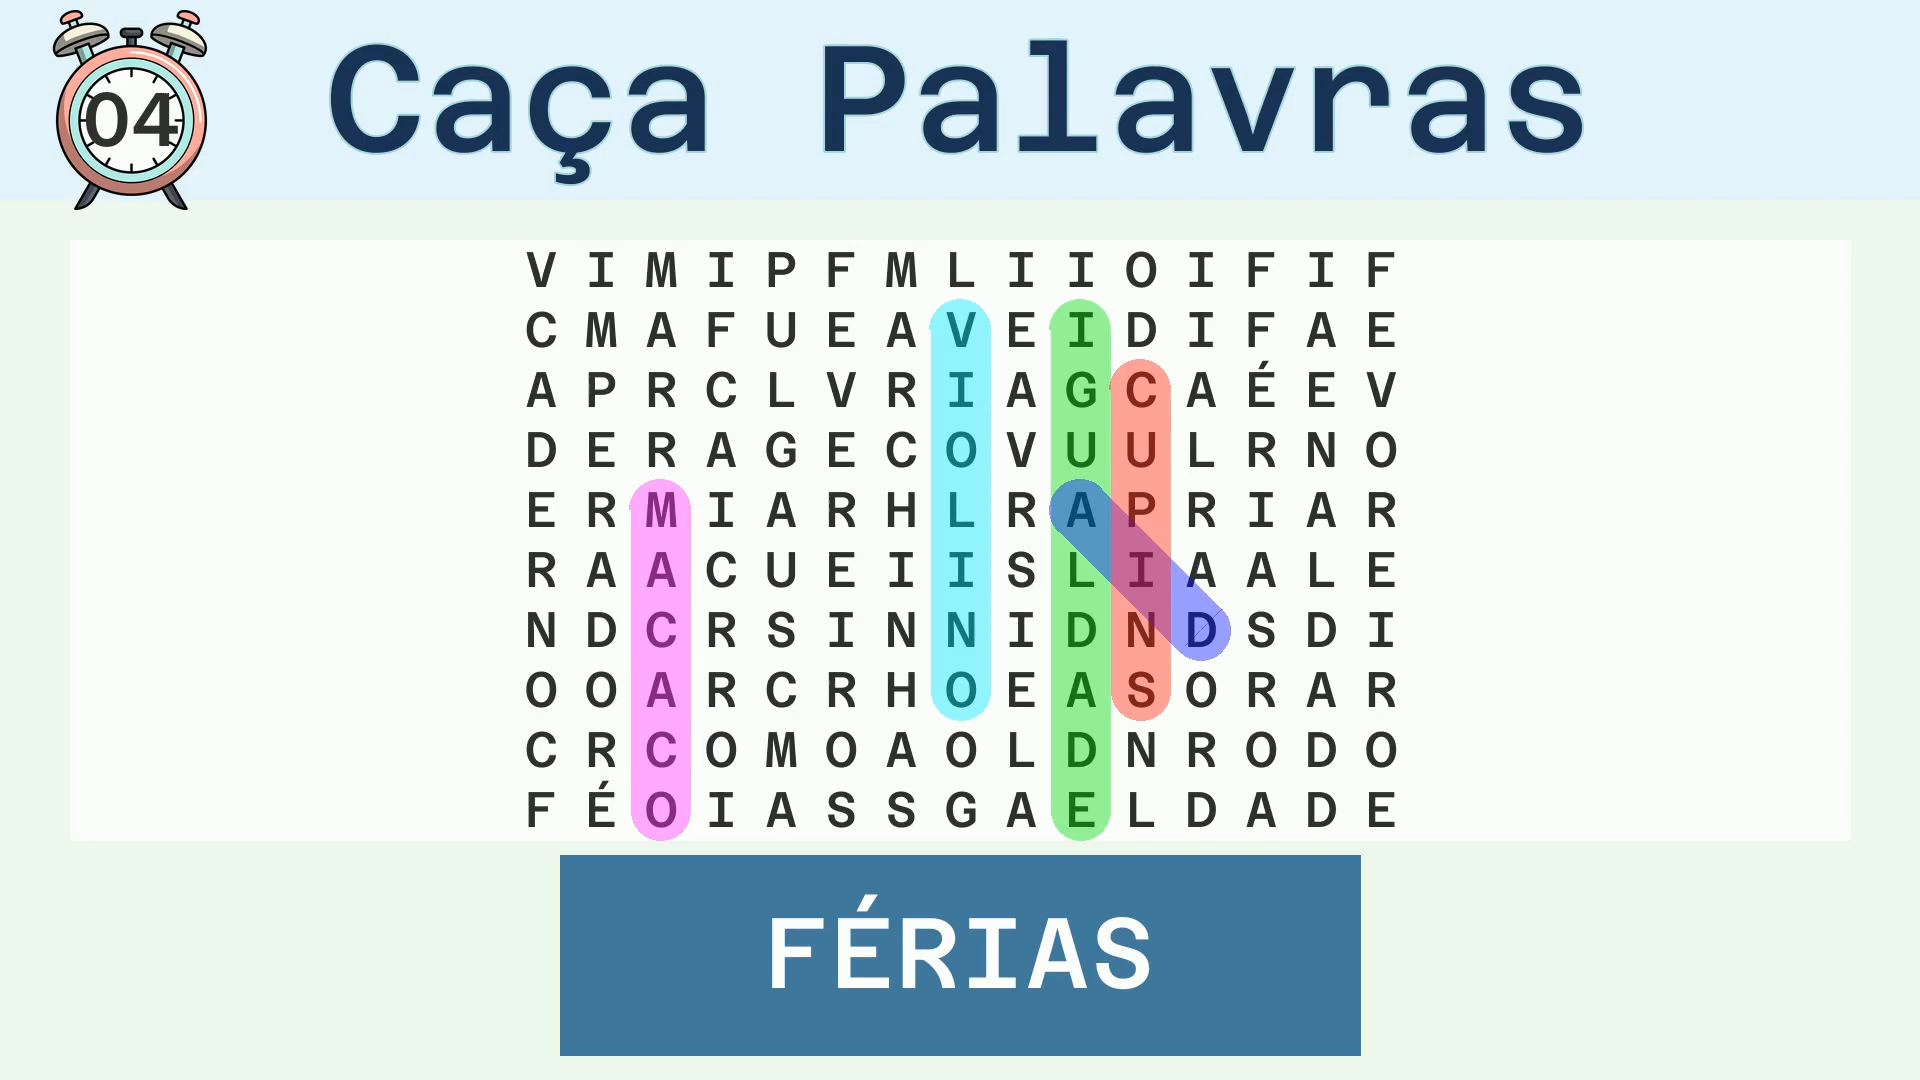 04
Caça Palavras
V I M I P F M L I I O I F I F
C M A F U E A V E I D I F A E
A P R C L V R I A G C A É E V
D E R A G E C O V U U L R N O
E R M I A R H L R A P R I A R
R A A C U E I I S L I A A L E
N D C R S I N N I D N D S D I
O O A R C R H O E A S O R A R
C R C O M O A O L D N R O D O
F É O I A S S G A E L D A D E
FÉRIAS